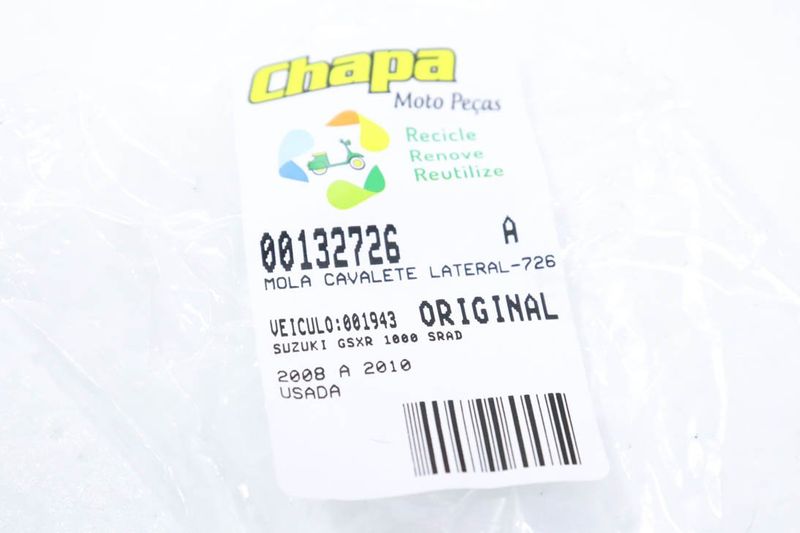 Chapa
Moto Peças
Recicle
Renove
Reutilize
00132726 A
MOLA CAVALETE LATERAL-726
VEICULO:001943 ORIGINAL
SUZUKI GSXR 1000 SRAD
2008 A 2010
USADA